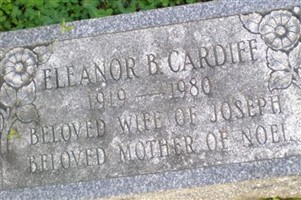 ELEANOR B. CARDIFF
1919 — 1980
BELOVED WIFE OF JOSEPH
BELOVED MOTHER OF NOEL